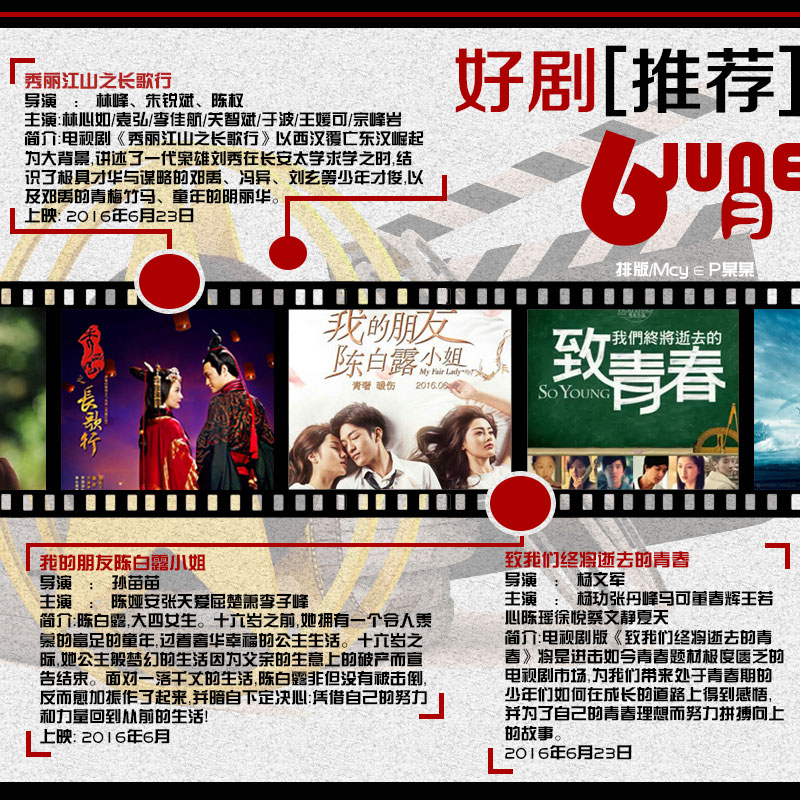 好剧[推荐]
6月 JUNE
排版/Mcy ∈ P某某
秀丽江山之长歌行
导演 : 林峰、朱锐斌、陈权
主演:林心如/袁弘/李佳航/关智斌/于波/王媛可/宗峰岩
简介:电视剧《秀丽江山之长歌行》以西汉覆亡东汉崛起
为大背景,讲述了一代枭雄刘秀在长安太学求学之时,结
识了极具才华与谋略的邓禹、冯异、刘玄等少年才俊,以
及邓禹的青梅竹马、童年的阴丽华。
上映: 2016年6月23日
长歌行
我的朋友
陈白露小姐
My Fair Lady
青春 暖伤 2016.06
致我們終將逝去的
青春
SO YOUNG
我的朋友陈白露小姐
导演 : 孙苗苗
主演 : 陈娅安张天爱屈楚萧李子峰
简介:陈白露,大四女生。十六岁之前,她拥有一个令人羡
慕的富足的童年,过着奢华幸福的公主生活。十六岁之
际,她公主般梦幻的生活因为父亲的生意上的破产而宣
告结束。面对一落千丈的生活,陈白露非但没有被击倒,
反而愈加振作了起来,并暗自下定决心:凭借自己的努力
和力量回到从前的生活!
上映: 2016年6月
致我们终将逝去的青春
导演 : 杨文军
主演 : 杨玏张丹峰马可董春辉王若
心陈瑶徐悦蔡文静夏天
简介:电视剧版《致我们终将逝去的青
春》将是进击如今青春题材极度匮乏的
电视剧市场,为我们带来处于青春期的
少年们如何在成长的道路上得到感悟,
并为了自己的青春理想而努力拼搏向上
的故事。
2016年6月23日